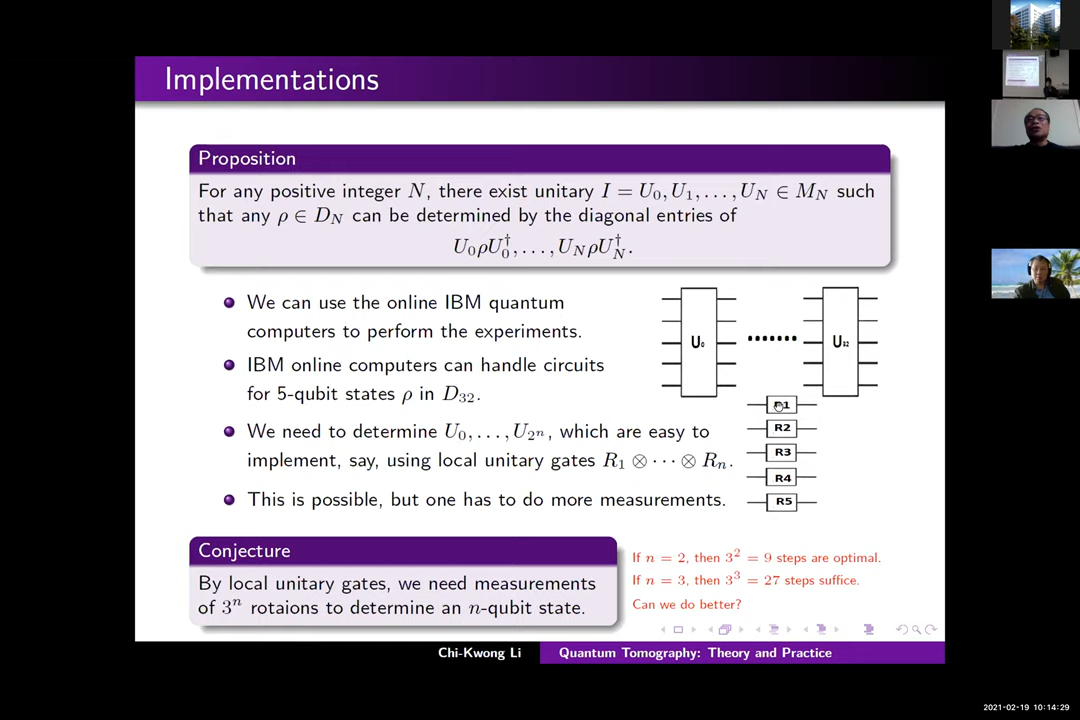 Implementations
Proposition
For any positive integer N, there exist unitary I = U₀, U₁, . . . , U_N ∈ M_N such
that any ρ ∈ D_N can be determined by the diagonal entries of
U₀ρU₀†, . . . , U_NρU_N†.
We can use the online IBM quantum
computers to perform the experiments.
IBM online computers can handle circuits
for 5-qubit states ρ in D₃₂.
We need to determine U₀, . . . , U_{2ⁿ}, which are easy to
implement, say, using local unitary gates R₁ ⊗ · · · ⊗ Rₙ.
This is possible, but one has to do more measurements.
U₀ ······· U₃₂
R1
R2
R3
R4
R5
Conjecture
By local unitary gates, we need measurements
of 3ⁿ rotaions to determine an n-qubit state.
If n = 2, then 3² = 9 steps are optimal.
If n = 3, then 3³ = 27 steps suffice.
Can we do better?
Chi-Kwong Li
Quantum Tomography: Theory and Practice
2021-02-19 10:14:29